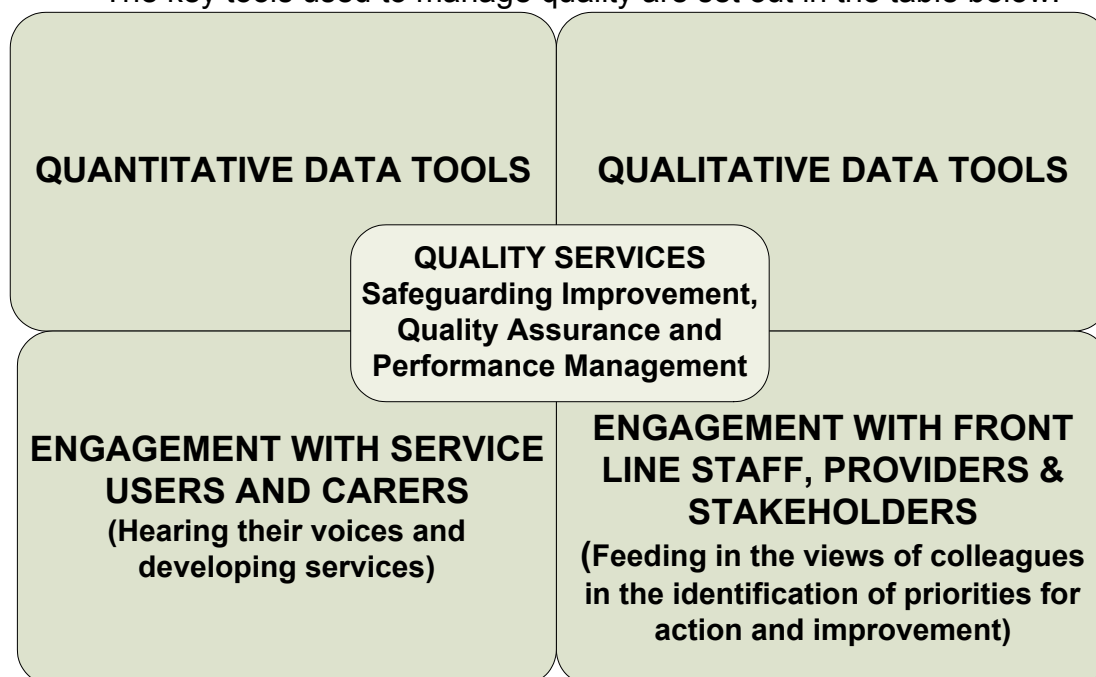 The key tools used to manage quality are set out in the table below.
QUANTITATIVE DATA TOOLS
QUALITATIVE DATA TOOLS
QUALITY SERVICES
Safeguarding Improvement,
Quality Assurance and
Performance Management
ENGAGEMENT WITH SERVICE
USERS AND CARERS
(Hearing their voices and
developing services)
ENGAGEMENT WITH FRONT
LINE STAFF, PROVIDERS &
STAKEHOLDERS
(Feeding in the views of colleagues
in the identification of priorities for
action and improvement)